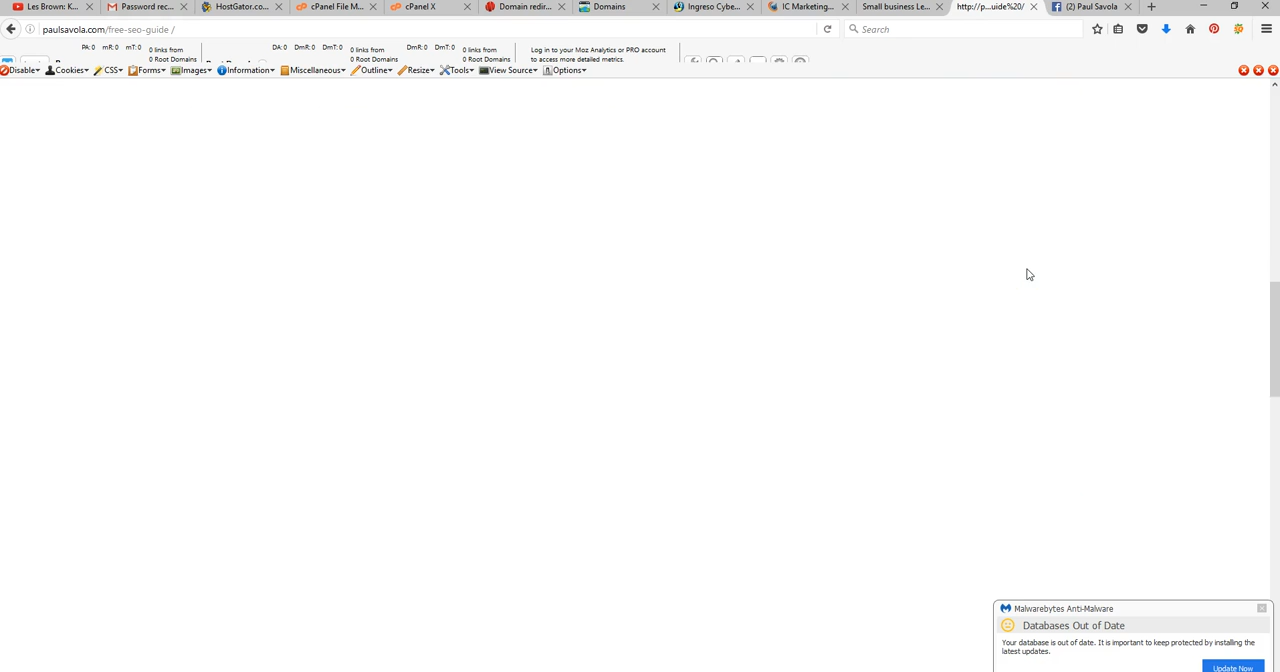 Les Brown: K...
Password rec...
HostGator.co...
cPanel File M...
cPanel X
Domain redir...
Domains
Ingreso Cybe...
IC Marketing...
Small business Le...
http://p...uide%20/
(2) Paul Savola
paulsavola.com/free-seo-guide /
Search
PA: 0 mR: 0 mT: 0
0 links from
0 Root Domains
DA: 0 DmR: 0 DmT: 0
0 links from
0 Root Domains
DmR: 0 DmT: 0
0 links from
0 Root Domains
Log in to your Moz Analytics or PRO account
to access more detailed metrics.
Disable
Cookies
CSS
Forms
Images
Information
Miscellaneous
Outline
Resize
Tools
View Source
Options
Malwarebytes Anti-Malware
Databases Out of Date
Your database is out of date. It is important to keep protected by installing the
latest updates.
Update Now